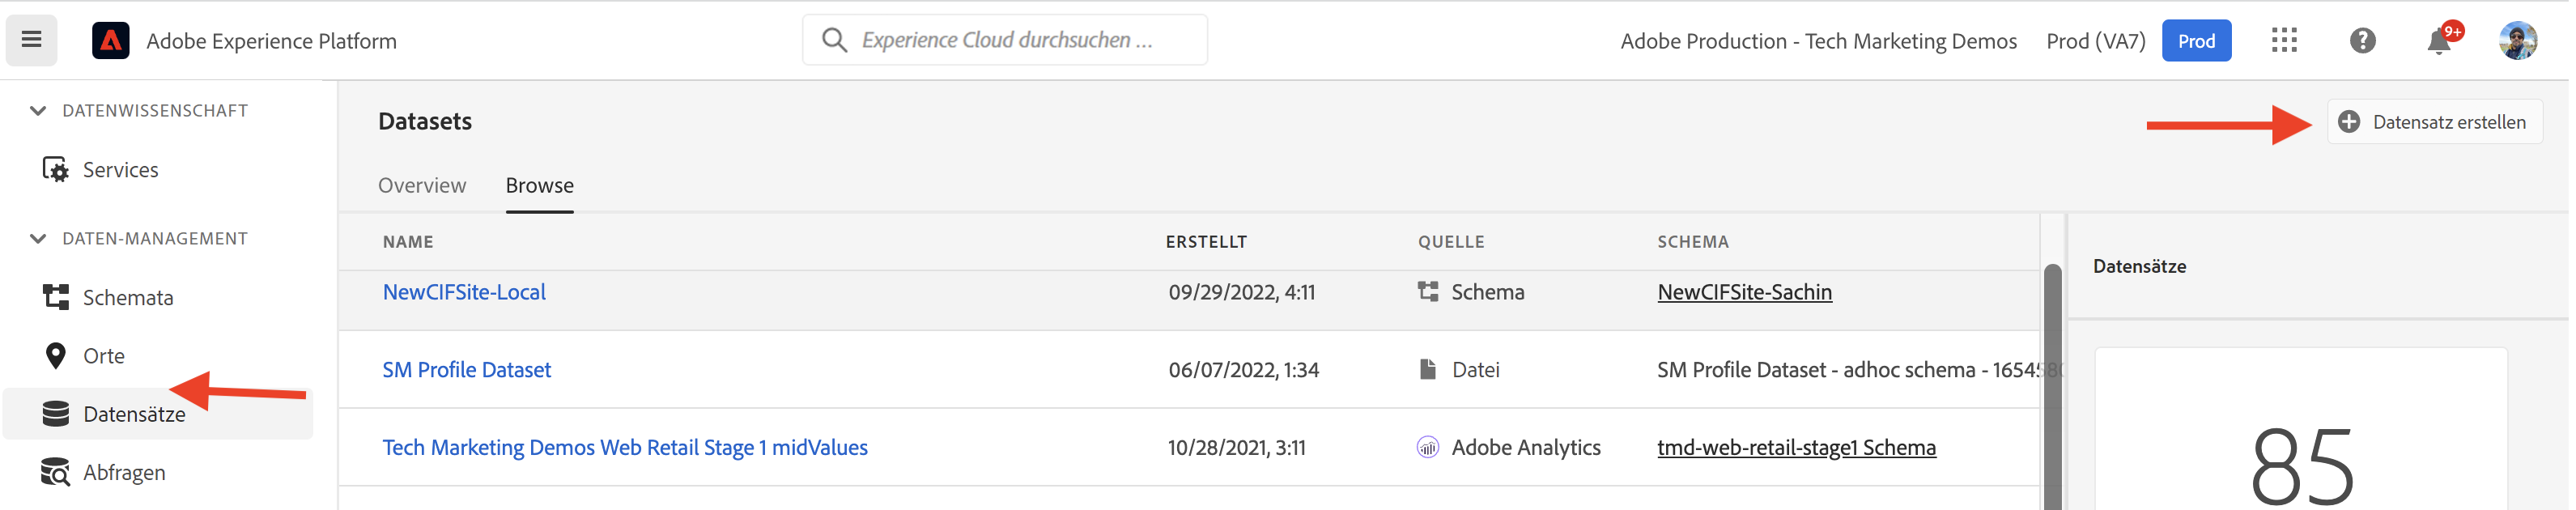 Adobe Experience Platform
Experience Cloud durchsuchen ...
Adobe Production - Tech Marketing Demos
Prod (VA7)
Prod
9+
DATENWISSENSCHAFT
Services
DATEN-MANAGEMENT
Schemata
Orte
Datensätze
Abfragen
Datasets
Datensatz erstellen
Overview
Browse
NAME ERSTELLT QUELLE SCHEMA
NewCIFSite-Local 09/29/2022, 4:11 Schema NewCIFSite-Sachin
SM Profile Dataset 06/07/2022, 1:34 Datei SM Profile Dataset - adhoc schema - 1654580
Tech Marketing Demos Web Retail Stage 1 midValues 10/28/2021, 3:11 Adobe Analytics tmd-web-retail-stage1 Schema
Datensätze
85